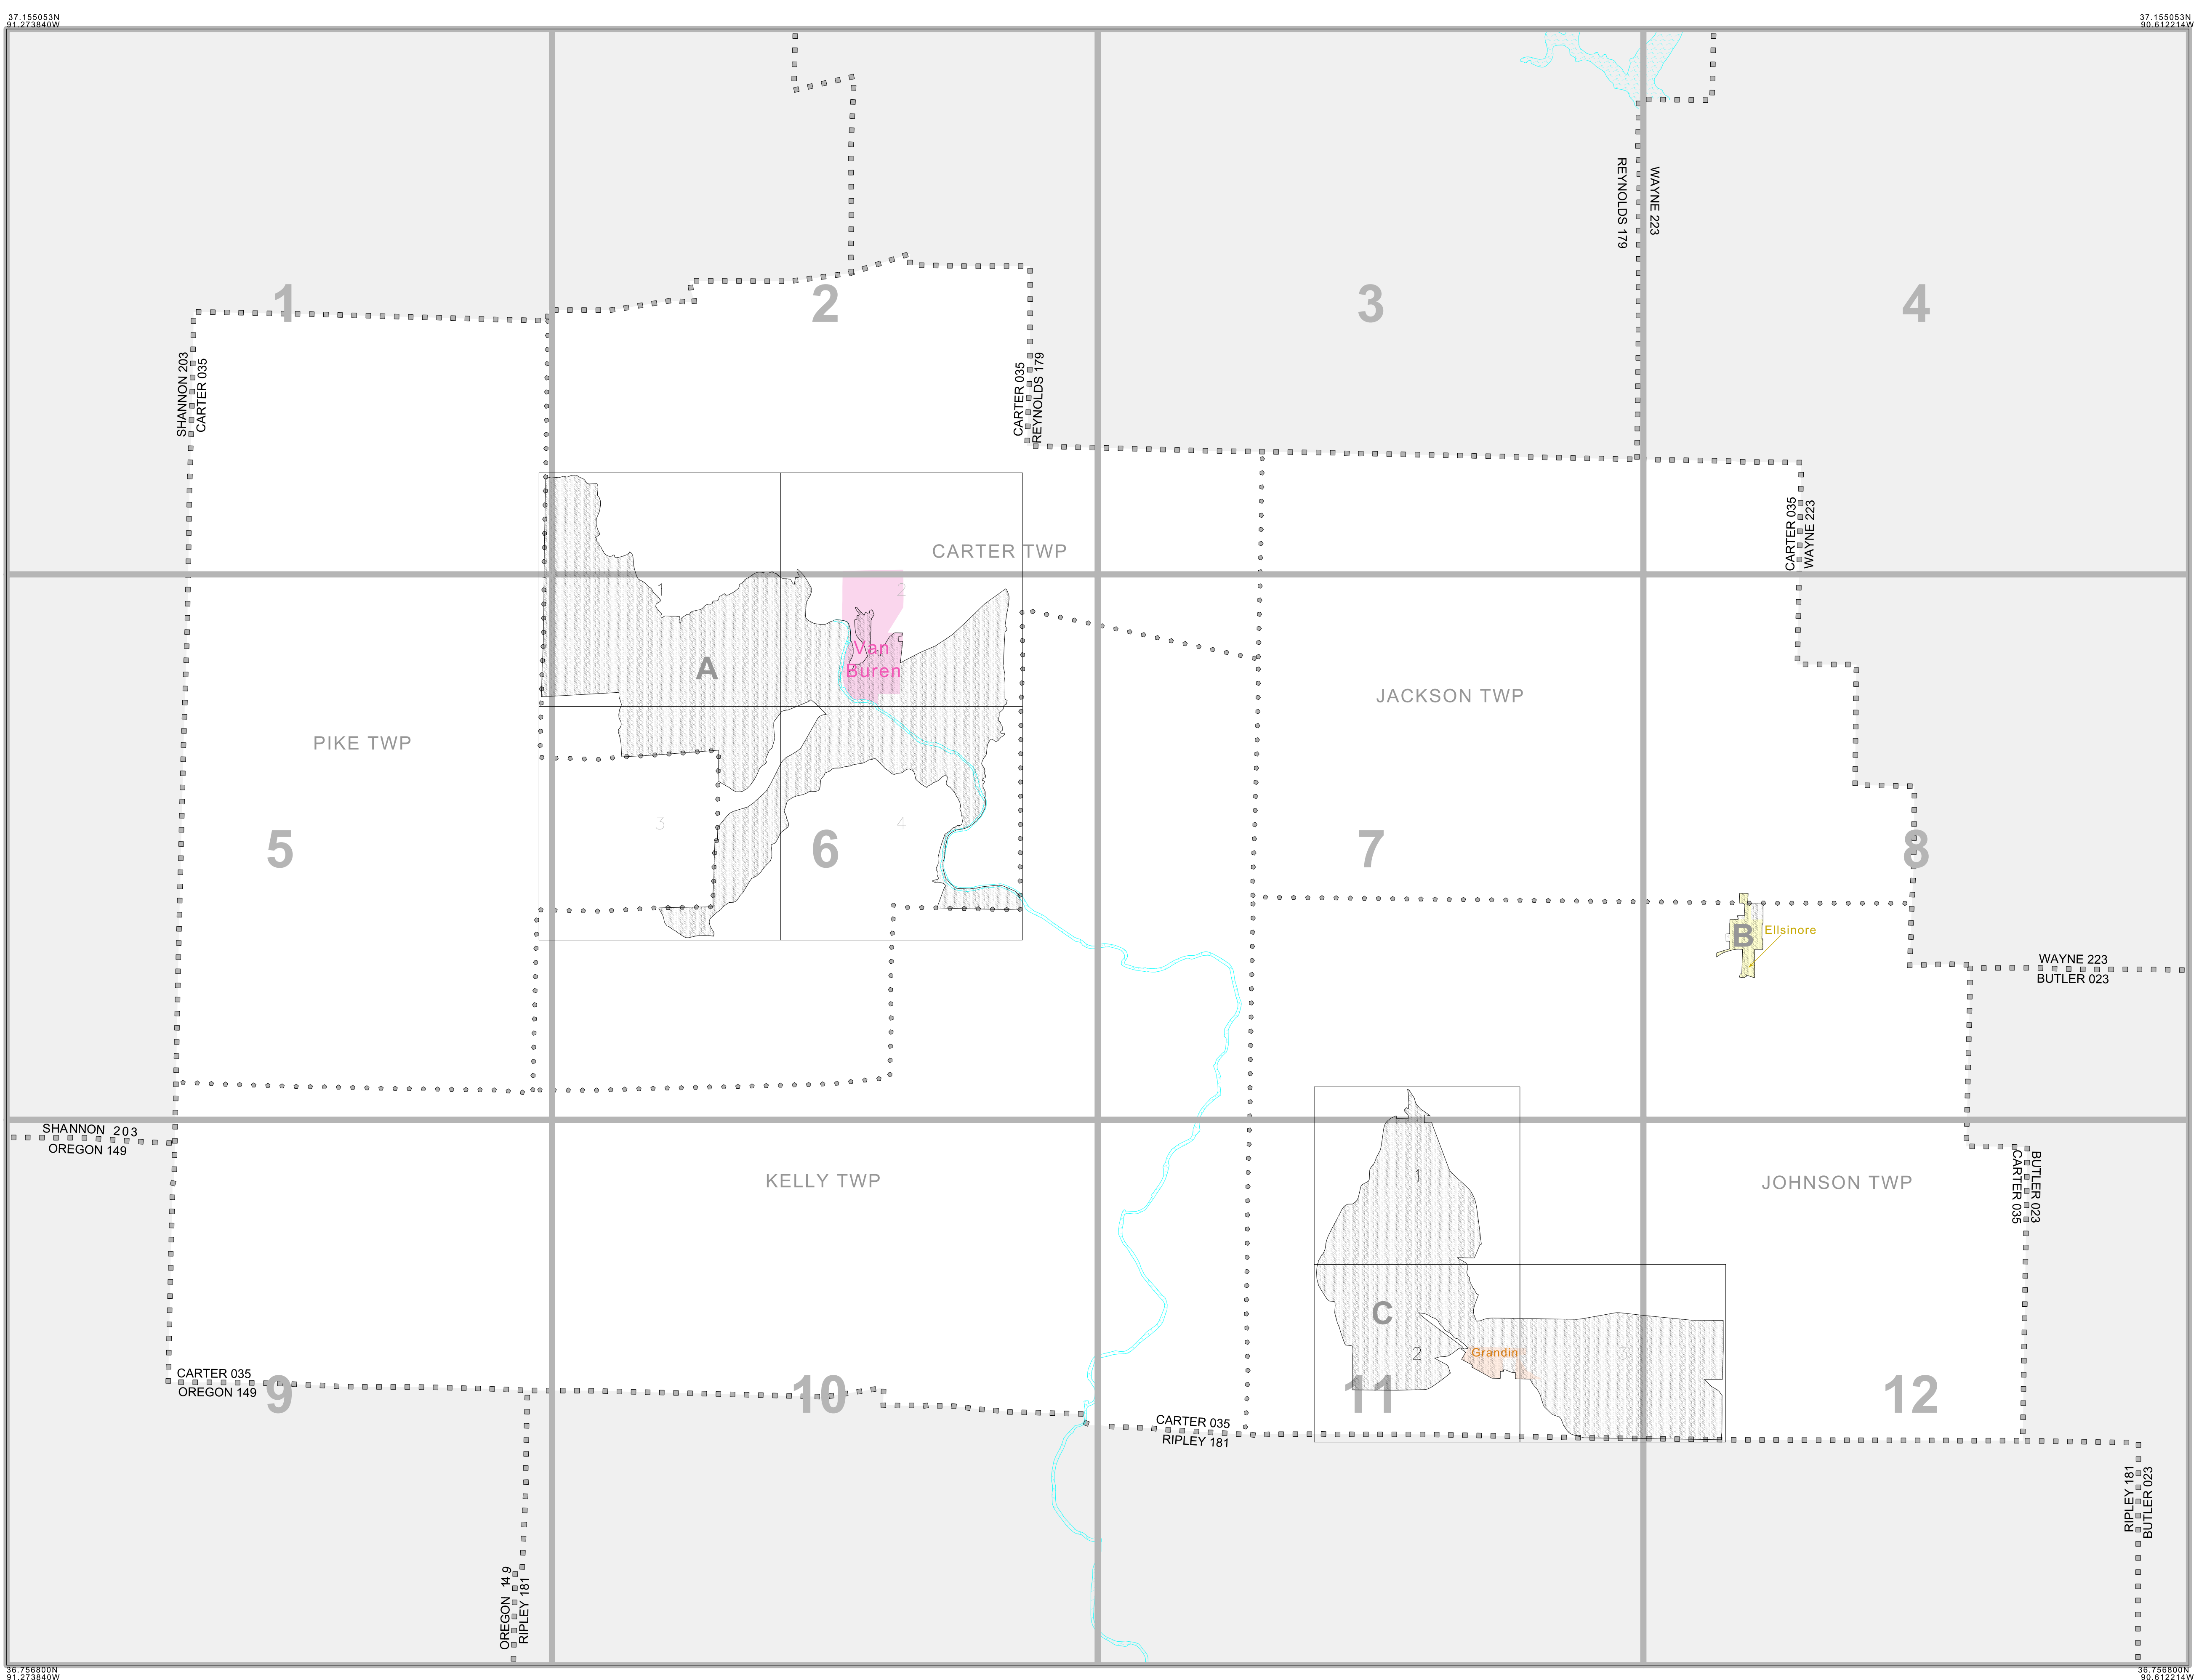 37.155053N
91.273840W
37.155053N
90.612214W
REYNOLDS 179
WAYNE 223
1
2
3
4
SHANNON 203
CARTER 035
CARTER 035
REYNOLDS 179
CARTER 035
WAYNE 223
CARTER TWP
1
2
Van
Buren
A
JACKSON TWP
PIKE TWP
3
4
5
6
7
8
B
Ellsinore
WAYNE 223
BUTLER 023
SHANNON 203
OREGON 149
1
KELLY TWP
JOHNSON TWP
BUTLER 023
CARTER 035
C
2
Grandin
3
CARTER 035
OREGON 149
9
10
11
12
CARTER 035
RIPLEY 181
RIPLEY 181
BUTLER 023
OREGON 149
RIPLEY 181
36.756800N
91.273840W
36.756800N
90.612214W